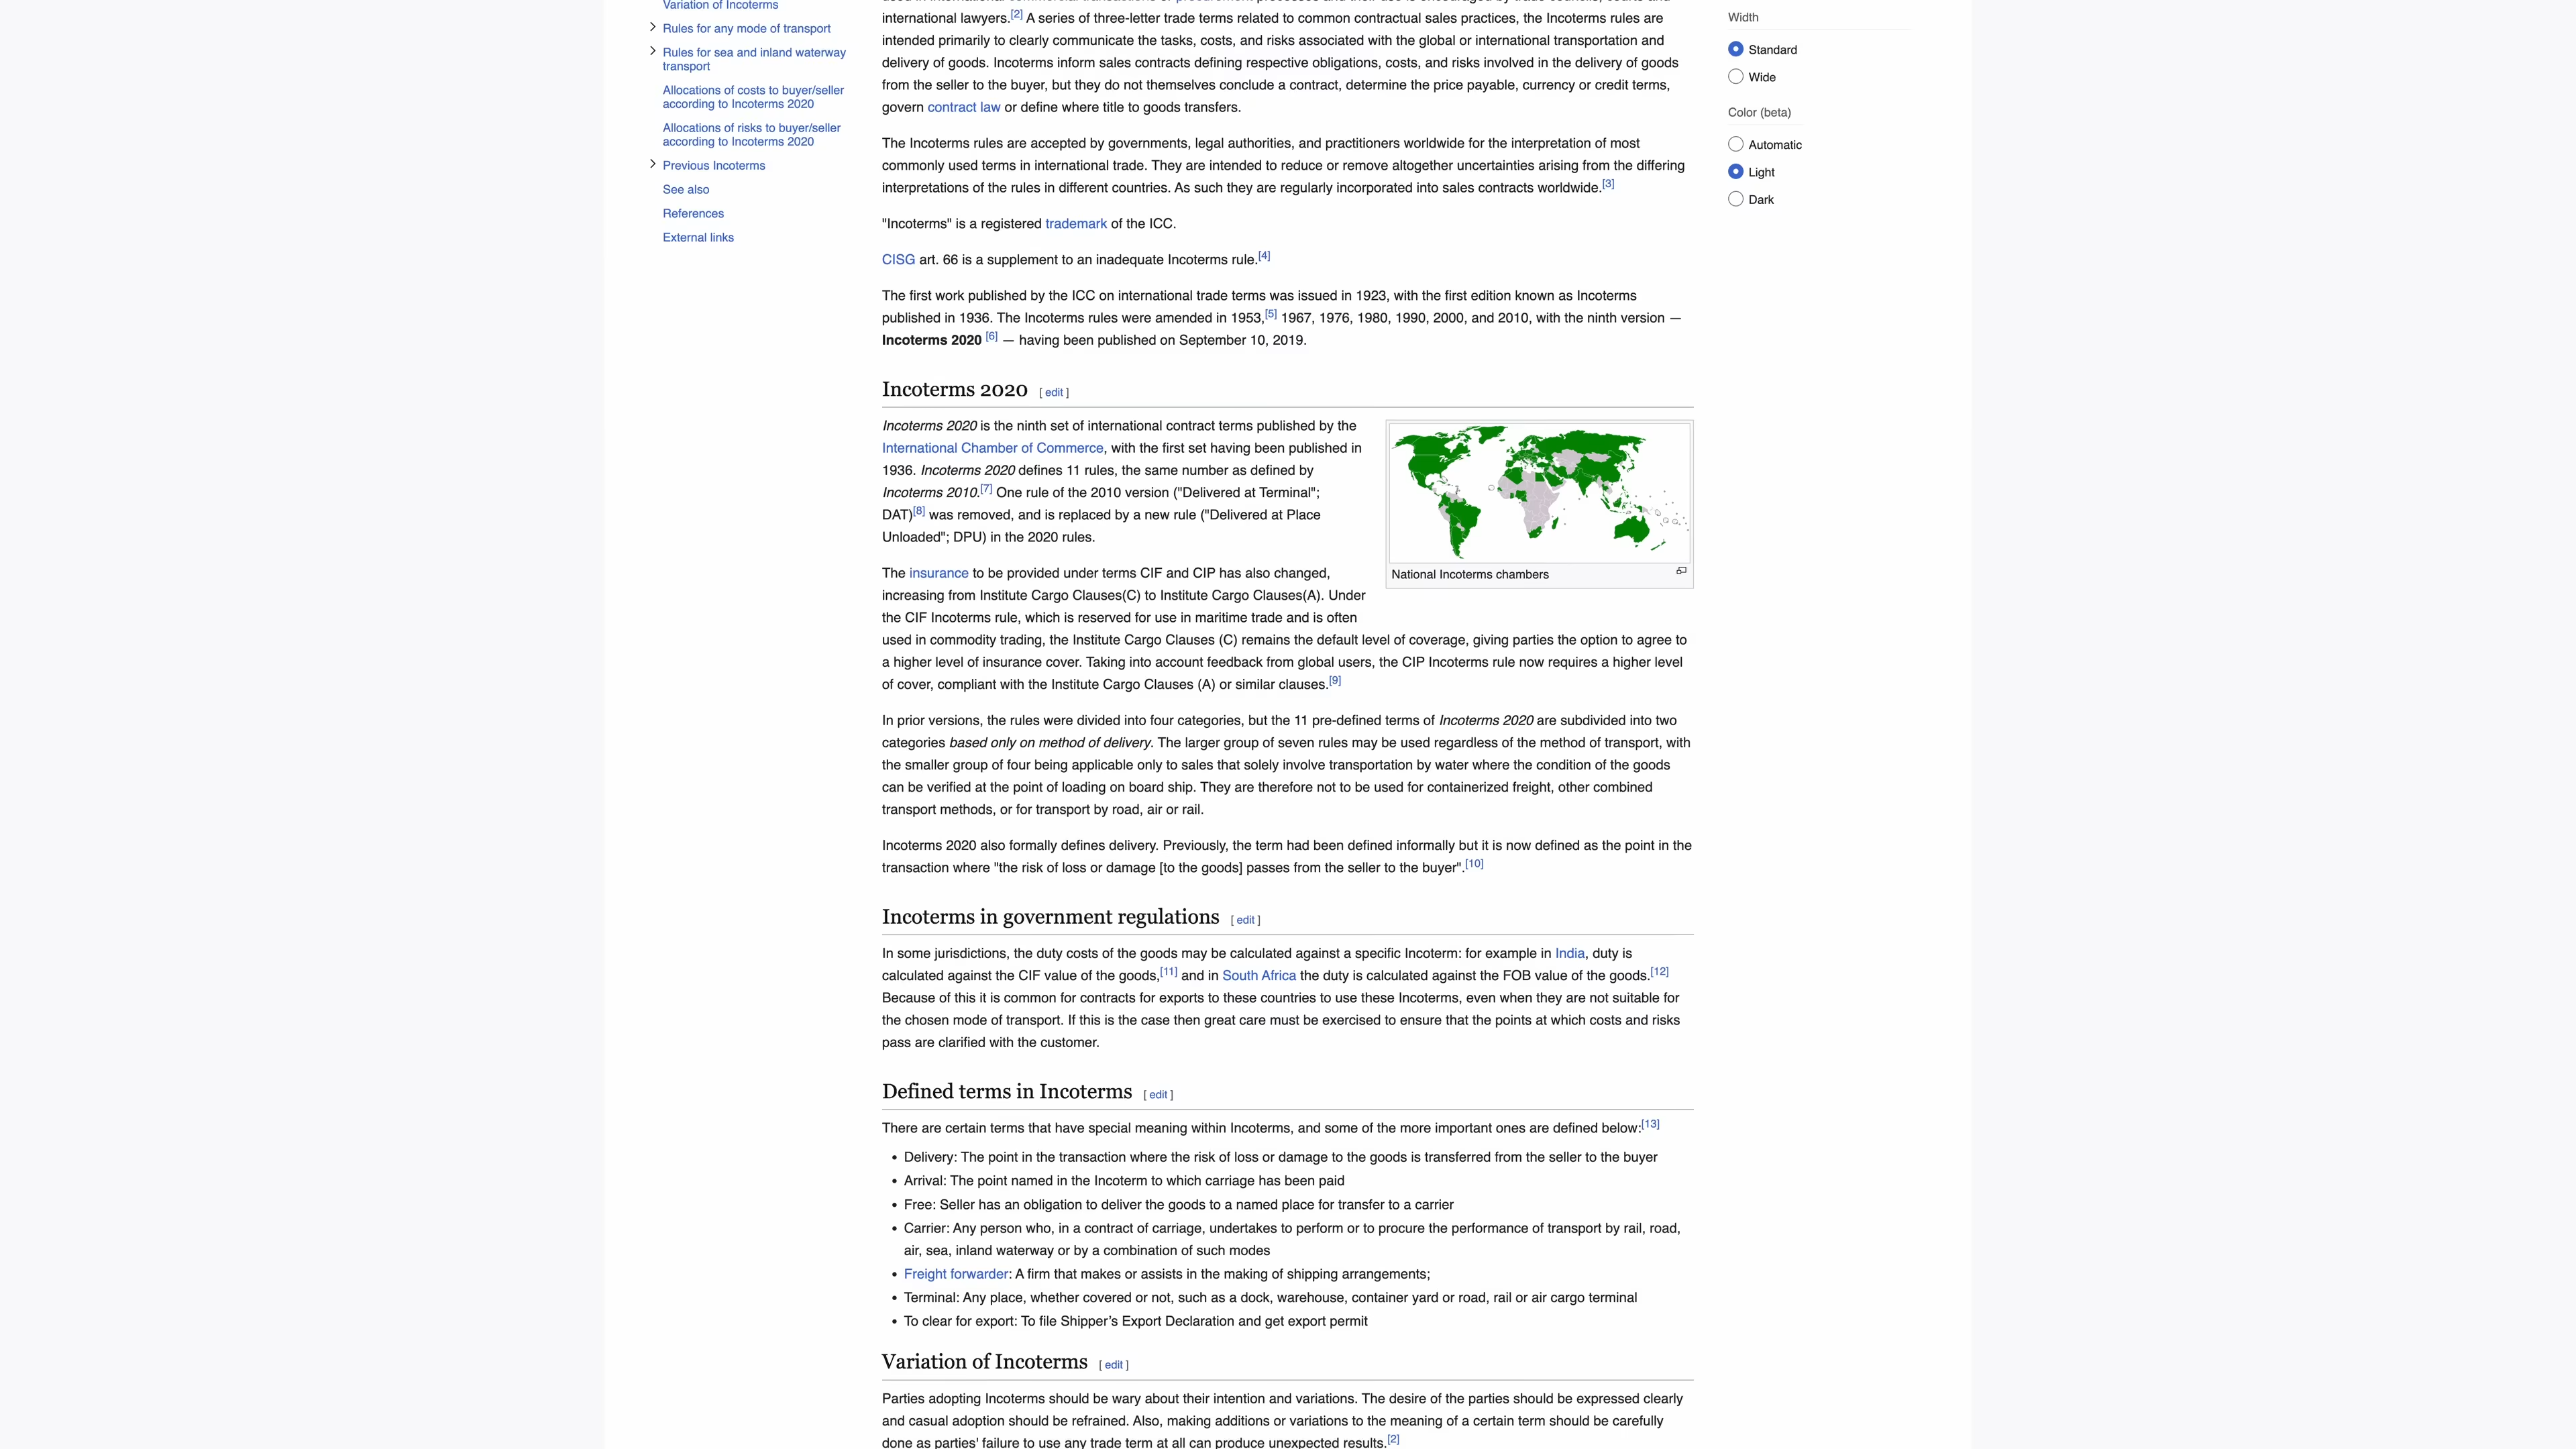 Variation of Incoterms
Rules for any mode of transport
Rules for sea and inland waterway
transport
Allocations of costs to buyer/seller
according to Incoterms 2020
Allocations of risks to buyer/seller
according to Incoterms 2020
Previous Incoterms
See also
References
External links
international lawyers.[2] A series of three-letter trade terms related to common contractual sales practices, the Incoterms rules are
intended primarily to clearly communicate the tasks, costs, and risks associated with the global or international transportation and
delivery of goods. Incoterms inform sales contracts defining respective obligations, costs, and risks involved in the delivery of goods
from the seller to the buyer, but they do not themselves conclude a contract, determine the price payable, currency or credit terms,
govern contract law or define where title to goods transfers.
The Incoterms rules are accepted by governments, legal authorities, and practitioners worldwide for the interpretation of most
commonly used terms in international trade. They are intended to reduce or remove altogether uncertainties arising from the differing
interpretations of the rules in different countries. As such they are regularly incorporated into sales contracts worldwide.[3]
"Incoterms" is a registered trademark of the ICC.
CISG art. 66 is a supplement to an inadequate Incoterms rule.[4]
The first work published by the ICC on international trade terms was issued in 1923, with the first edition known as Incoterms
published in 1936. The Incoterms rules were amended in 1953,[5] 1967, 1976, 1980, 1990, 2000, and 2010, with the ninth version —
Incoterms 2020 [6] — having been published on September 10, 2019.
Incoterms 2020 [ edit ]
Incoterms 2020 is the ninth set of international contract terms published by the
International Chamber of Commerce, with the first set having been published in
1936. Incoterms 2020 defines 11 rules, the same number as defined by
Incoterms 2010.[7] One rule of the 2010 version ("Delivered at Terminal";
DAT)[8] was removed, and is replaced by a new rule ("Delivered at Place
Unloaded"; DPU) in the 2020 rules.
National Incoterms chambers
The insurance to be provided under terms CIF and CIP has also changed,
increasing from Institute Cargo Clauses(C) to Institute Cargo Clauses(A). Under
the CIF Incoterms rule, which is reserved for use in maritime trade and is often
used in commodity trading, the Institute Cargo Clauses (C) remains the default level of coverage, giving parties the option to agree to
a higher level of insurance cover. Taking into account feedback from global users, the CIP Incoterms rule now requires a higher level
of cover, compliant with the Institute Cargo Clauses (A) or similar clauses.[9]
In prior versions, the rules were divided into four categories, but the 11 pre-defined terms of Incoterms 2020 are subdivided into two
categories based only on method of delivery. The larger group of seven rules may be used regardless of the method of transport, with
the smaller group of four being applicable only to sales that solely involve transportation by water where the condition of the goods
can be verified at the point of loading on board ship. They are therefore not to be used for containerized freight, other combined
transport methods, or for transport by road, air or rail.
Incoterms 2020 also formally defines delivery. Previously, the term had been defined informally but it is now defined as the point in the
transaction where "the risk of loss or damage [to the goods] passes from the seller to the buyer".[10]
Incoterms in government regulations [ edit ]
In some jurisdictions, the duty costs of the goods may be calculated against a specific Incoterm: for example in India, duty is
calculated against the CIF value of the goods,[11] and in South Africa the duty is calculated against the FOB value of the goods.[12]
Because of this it is common for contracts for exports to these countries to use these Incoterms, even when they are not suitable for
the chosen mode of transport. If this is the case then great care must be exercised to ensure that the points at which costs and risks
pass are clarified with the customer.
Defined terms in Incoterms [ edit ]
There are certain terms that have special meaning within Incoterms, and some of the more important ones are defined below:[13]
• Delivery: The point in the transaction where the risk of loss or damage to the goods is transferred from the seller to the buyer
• Arrival: The point named in the Incoterm to which carriage has been paid
• Free: Seller has an obligation to deliver the goods to a named place for transfer to a carrier
• Carrier: Any person who, in a contract of carriage, undertakes to perform or to procure the performance of transport by rail, road,
air, sea, inland waterway or by a combination of such modes
• Freight forwarder: A firm that makes or assists in the making of shipping arrangements;
• Terminal: Any place, whether covered or not, such as a dock, warehouse, container yard or road, rail or air cargo terminal
• To clear for export: To file Shipper’s Export Declaration and get export permit
Variation of Incoterms [ edit ]
Parties adopting Incoterms should be wary about their intention and variations. The desire of the parties should be expressed clearly
and casual adoption should be refrained. Also, making additions or variations to the meaning of a certain term should be carefully
done as parties' failure to use any trade term at all can produce unexpected results.[2]
Width
Standard
Wide
Color (beta)
Automatic
Light
Dark